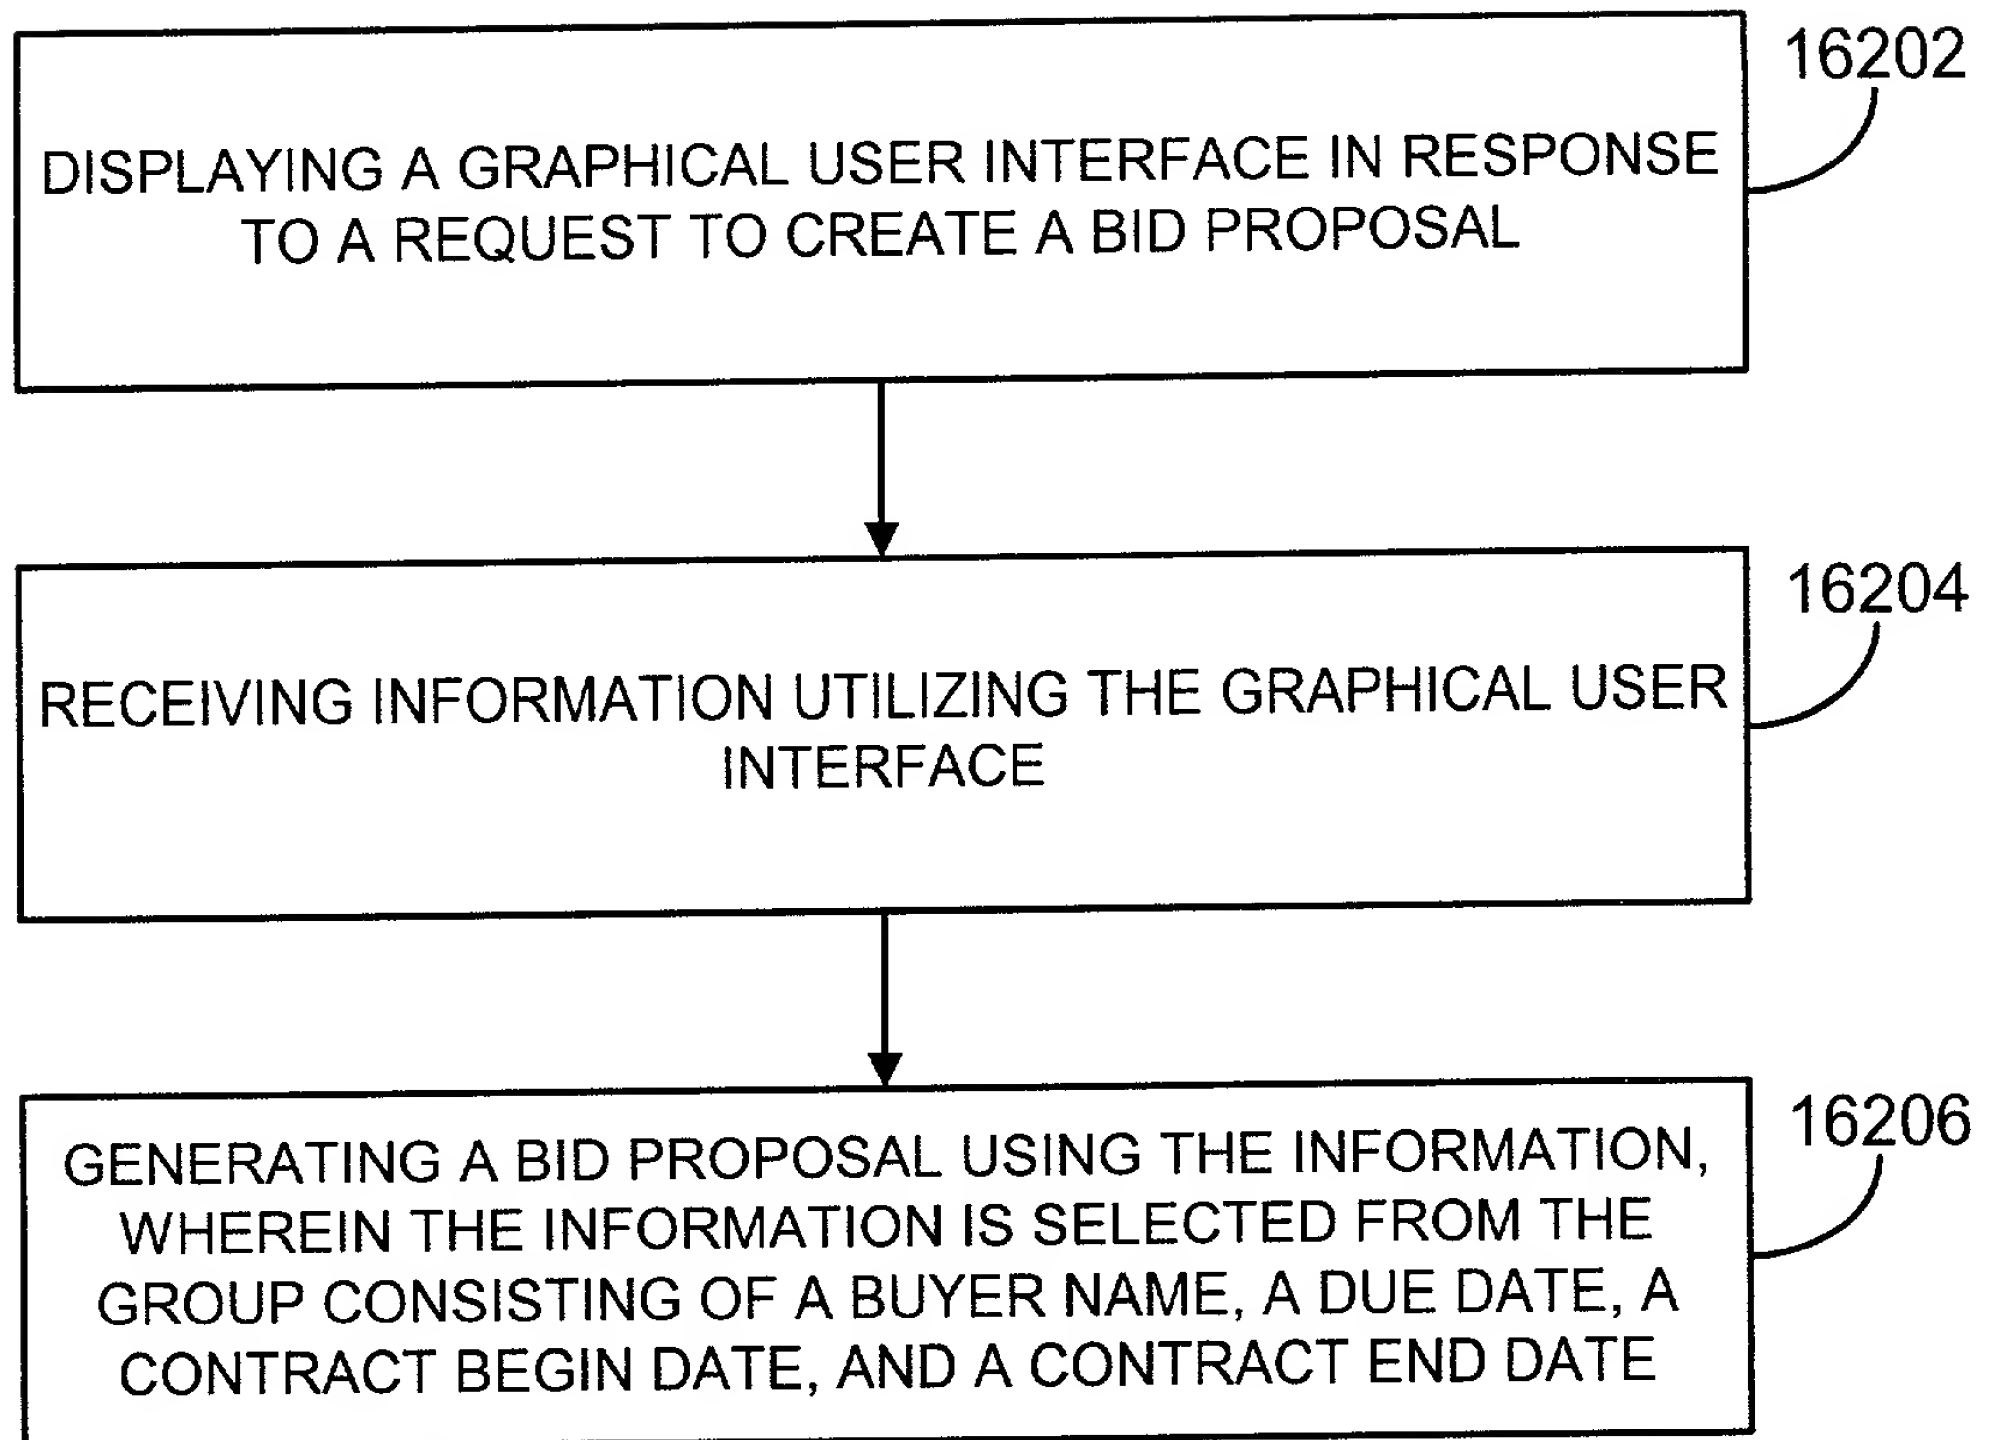 16202
DISPLAYING A GRAPHICAL USER INTERFACE IN RESPONSE
TO A REQUEST TO CREATE A BID PROPOSAL
16204
RECEIVING INFORMATION UTILIZING THE GRAPHICAL USER
INTERFACE
16206
GENERATING A BID PROPOSAL USING THE INFORMATION,
WHEREIN THE INFORMATION IS SELECTED FROM THE
GROUP CONSISTING OF A BUYER NAME, A DUE DATE, A
CONTRACT BEGIN DATE, AND A CONTRACT END DATE